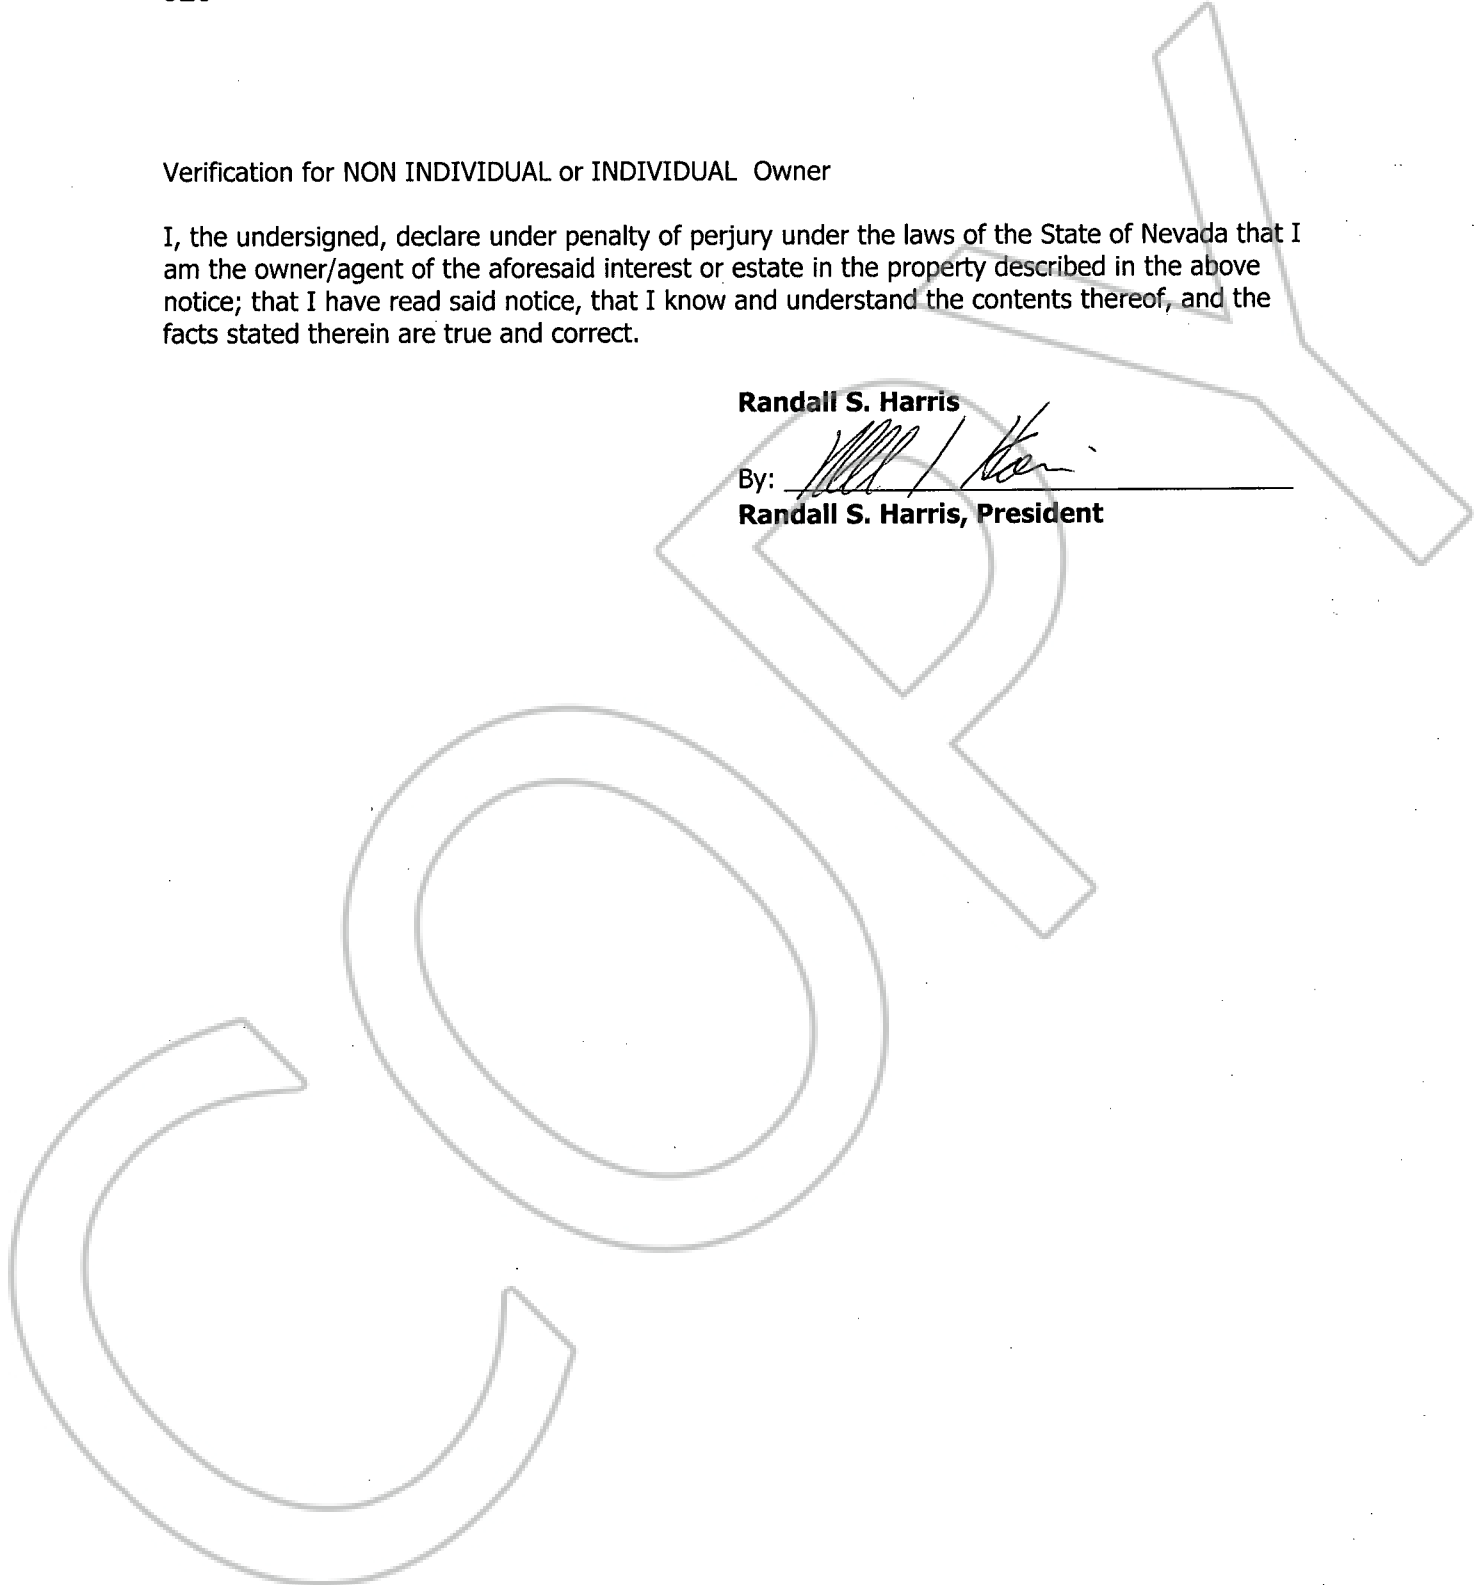 Verification for NON INDIVIDUAL or INDIVIDUAL Owner
I, the undersigned, declare under penalty of perjury under the laws of the State of Nevada that I
am the owner/agent of the aforesaid interest or estate in the property described in the above
notice; that I have read said notice, that I know and understand the contents thereof, and the
facts stated therein are true and correct.
Randall S. Harris
By:
Randall S. Harris, President
COPY